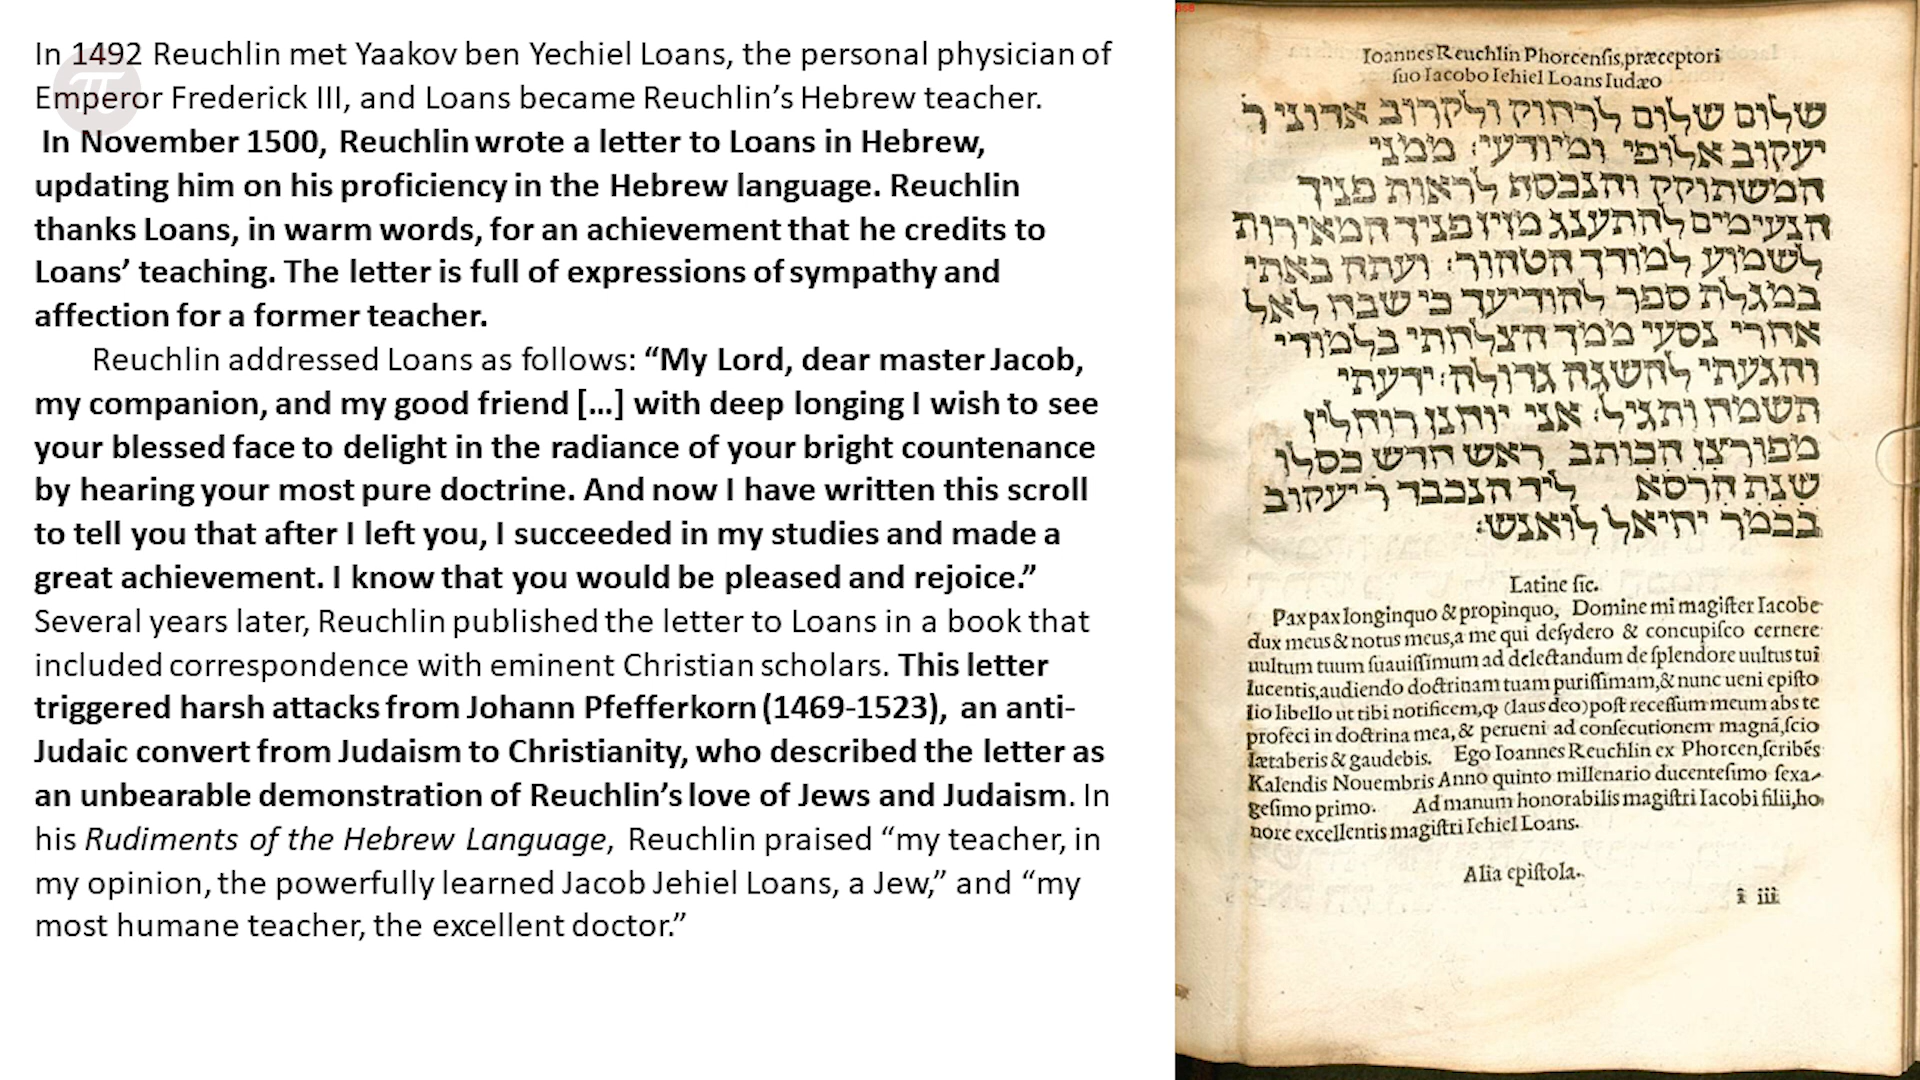 In 1492 Reuchlin met Yaakov ben Yechiel Loans, the personal physician of
Emperor Frederick III, and Loans became Reuchlin’s Hebrew teacher.
In November 1500, Reuchlin wrote a letter to Loans in Hebrew,
updating him on his proficiency in the Hebrew language. Reuchlin
thanks Loans, in warm words, for an achievement that he credits to
Loans’ teaching. The letter is full of expressions of sympathy and
affection for a former teacher.
Reuchlin addressed Loans as follows: “My Lord, dear master Jacob,
my companion, and my good friend […] with deep longing I wish to see
your blessed face to delight in the radiance of your bright countenance
by hearing your most pure doctrine. And now I have written this scroll
to tell you that after I left you, I succeeded in my studies and made a
great achievement. I know that you would be pleased and rejoice.”
Several years later, Reuchlin published the letter to Loans in a book that
included correspondence with eminent Christian scholars. This letter
triggered harsh attacks from Johann Pfefferkorn (1469-1523), an anti-
Judaic convert from Judaism to Christianity, who described the letter as
an unbearable demonstration of Reuchlin’s love of Jews and Judaism. In
his Rudiments of the Hebrew Language, Reuchlin praised “my teacher, in
my opinion, the powerfully learned Jacob Jehiel Loans, a Jew,” and “my
most humane teacher, the excellent doctor.”
Ioannes Reuchlin Phorcenſis,præceptori
ſuo Iacobo Iehiel Loans Iudæo
שלום שלום לרחוק ולקרוב אדוני ר
יעקוב אלופי ומיודעי: ממני
המשתוקק והנכסף לראות פניך
הנעימים להתענג מזיו פניך המאירות
לשמוע למודך הטהור: ועתה באתי
במגלת ספר להודיעך כי שבח לאל
אחרי נסעי ממך הצלחתי בלמודי
והגעתי להשגה גדולה: ידעתי
תשמח ותגיל: אני יוחנן רוחלין
מפורצן הכותב ראש חדש כסלו
שנת הרסא ליד הנכבד ר יעקוב
בכמר יחיאל לואנש:
Latine ſic.
Pax pax longinquo & propinquo, Domine mi magiſter Iacobe
dux meus & notus meus,a me qui deſydero & concupiſco cernere
uultum tuum ſuauiſſimum ad delectandum de ſplendore uultus tui
lucentis,audiendo doctrinam tuam puriſſimam,& nunc ueni epiſto
lio libello ut tibi notificem,ꝙ (laus deo) poſt receſſum meum abs te
profeci in doctrina mea,& perueni ad conſecutionem magnã,ſcio
lætaberis & gaudebis. Ego Ioannes Reuchlin ex Phorcen,ſcribẽs
Kalendis Nouembris Anno quinto millenario ducenteſimo ſexa-
geſimo primo. Ad manum honorabilis magiſtri Iacobi filii,ho,
nore excellentis magiſtri Iehiel Loans.
Alia epiſtola.
i iii